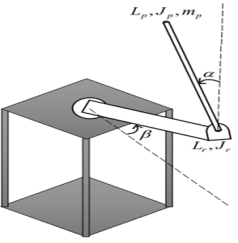 L_p, J_p, m_p
α
β
L_r, J_r